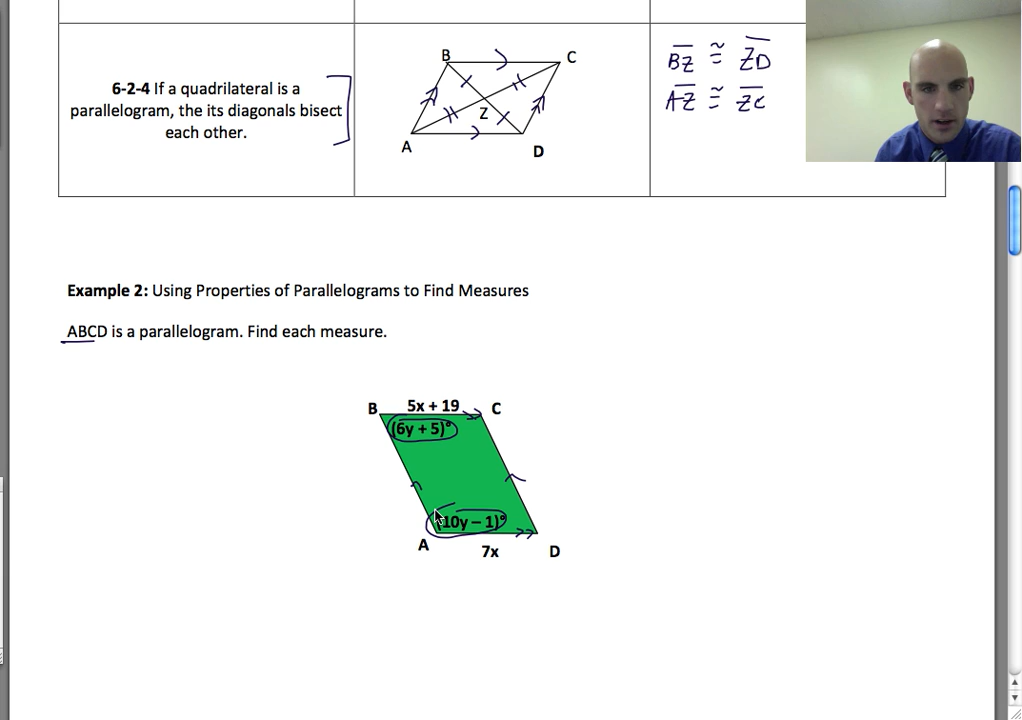 6-2-4 If a quadrilateral is a
parallelogram, the its diagonals bisect
each other.
B
C
Z
A
D
BZ ≅ ZD
AZ ≅ ZC
Example 2: Using Properties of Parallelograms to Find Measures
ABCD is a parallelogram. Find each measure.
B
5x + 19
C
(6y + 5)°
(10y – 1)°
A
7x
D